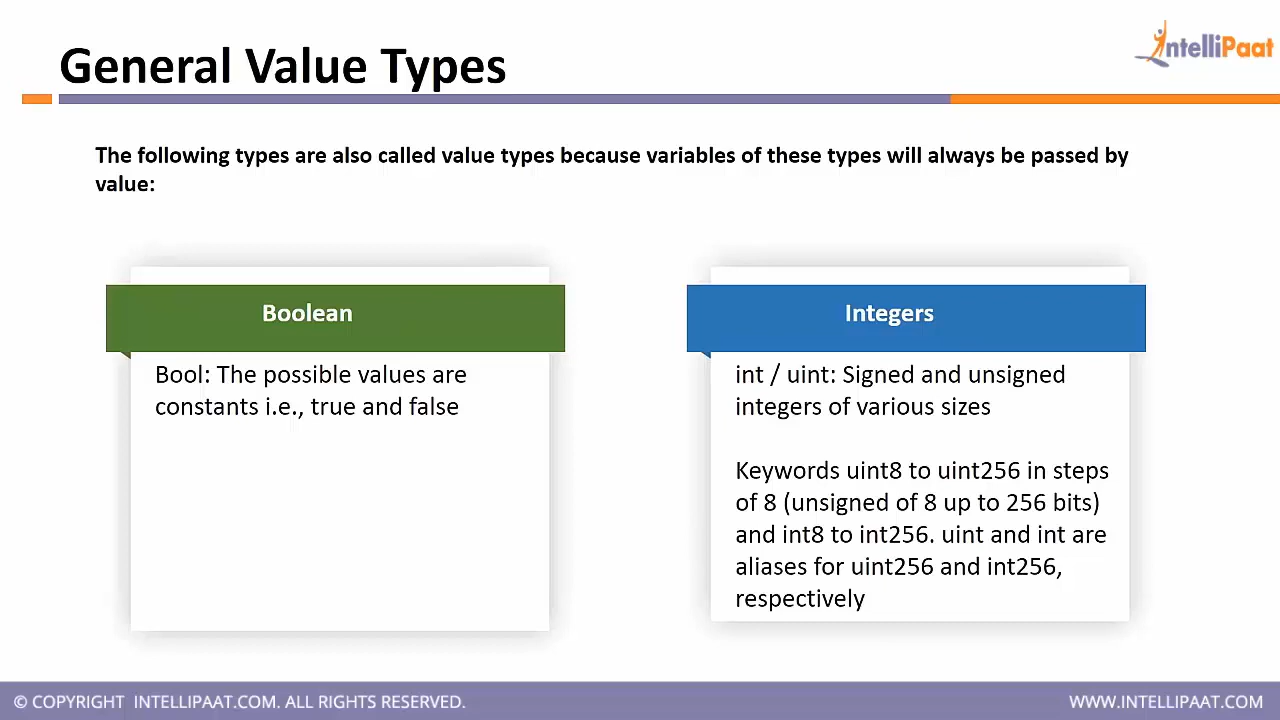 General Value Types
IntelliPaat
The following types are also called value types because variables of these types will always be passed by
value:
Boolean
Bool: The possible values are
constants i.e., true and false
Integers
int / uint: Signed and unsigned
integers of various sizes
Keywords uint8 to uint256 in steps
of 8 (unsigned of 8 up to 256 bits)
and int8 to int256. uint and int are
aliases for uint256 and int256,
respectively
© COPYRIGHT INTELLIPAAT.COM. ALL RIGHTS RESERVED.
WWW.INTELLIPAAT.COM